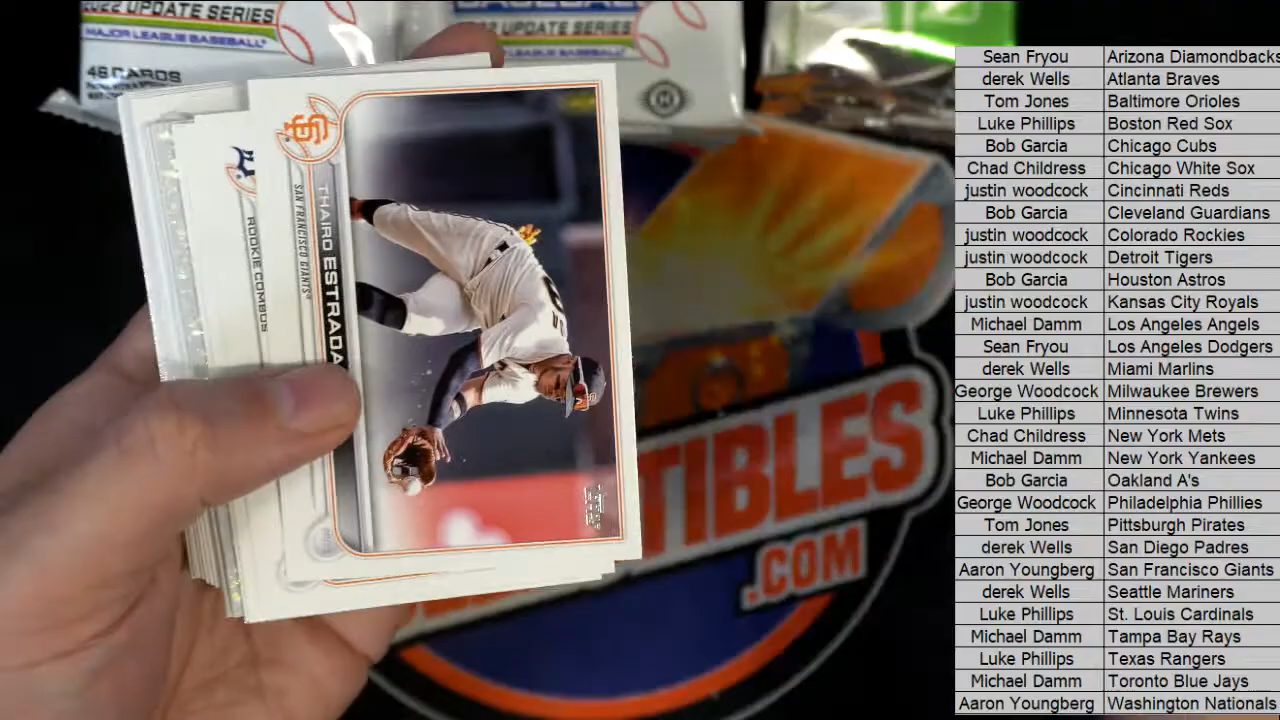 2022 UPDATE SERIES
MAJOR LEAGUE BASEBALL
46 CARDS
BASEBALL
2022 UPDATE SERIES
MAJOR LEAGUE BASEBALL
SF
THAIRO ESTRADA
SAN FRANCISCO GIANTS
ROOKIE COMBOS
TIBLES
.COM
Sean Fryou Arizona Diamondbacks
derek Wells Atlanta Braves
Tom Jones Baltimore Orioles
Luke Phillips Boston Red Sox
Bob Garcia Chicago Cubs
Chad Childress Chicago White Sox
justin woodcock Cincinnati Reds
Bob Garcia Cleveland Guardians
justin woodcock Colorado Rockies
justin woodcock Detroit Tigers
Bob Garcia Houston Astros
justin woodcock Kansas City Royals
Michael Damm Los Angeles Angels
Sean Fryou Los Angeles Dodgers
derek Wells Miami Marlins
George Woodcock Milwaukee Brewers
Luke Phillips Minnesota Twins
Chad Childress New York Mets
Michael Damm New York Yankees
Bob Garcia Oakland A's
George Woodcock Philadelphia Phillies
Tom Jones Pittsburgh Pirates
derek Wells San Diego Padres
Aaron Youngberg San Francisco Giants
derek Wells Seattle Mariners
Luke Phillips St. Louis Cardinals
Michael Damm Tampa Bay Rays
Luke Phillips Texas Rangers
Michael Damm Toronto Blue Jays
Aaron Youngberg Washington Nationals